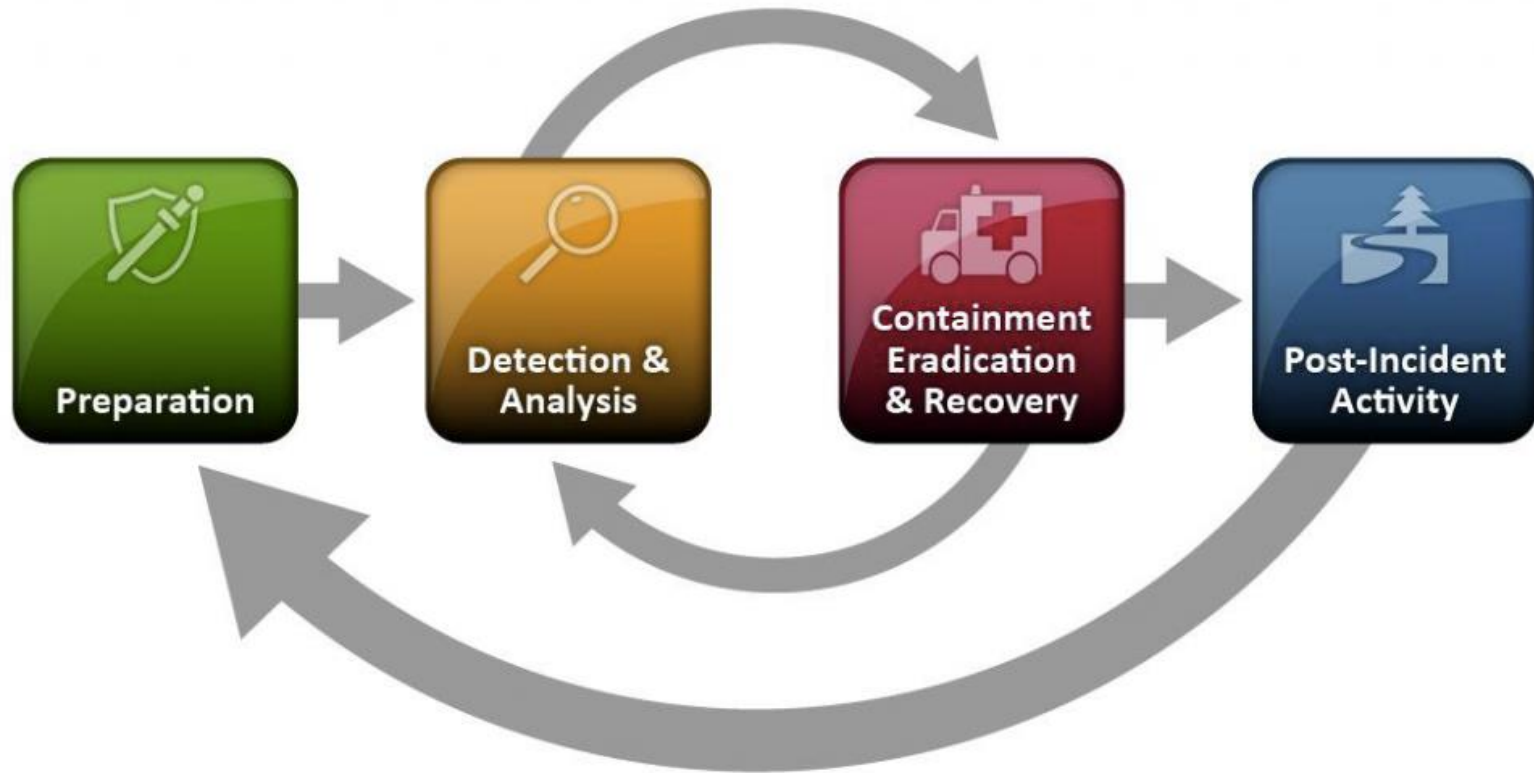 Preparation
Detection &
Analysis
Containment
Eradication
& Recovery
Post-Incident
Activity